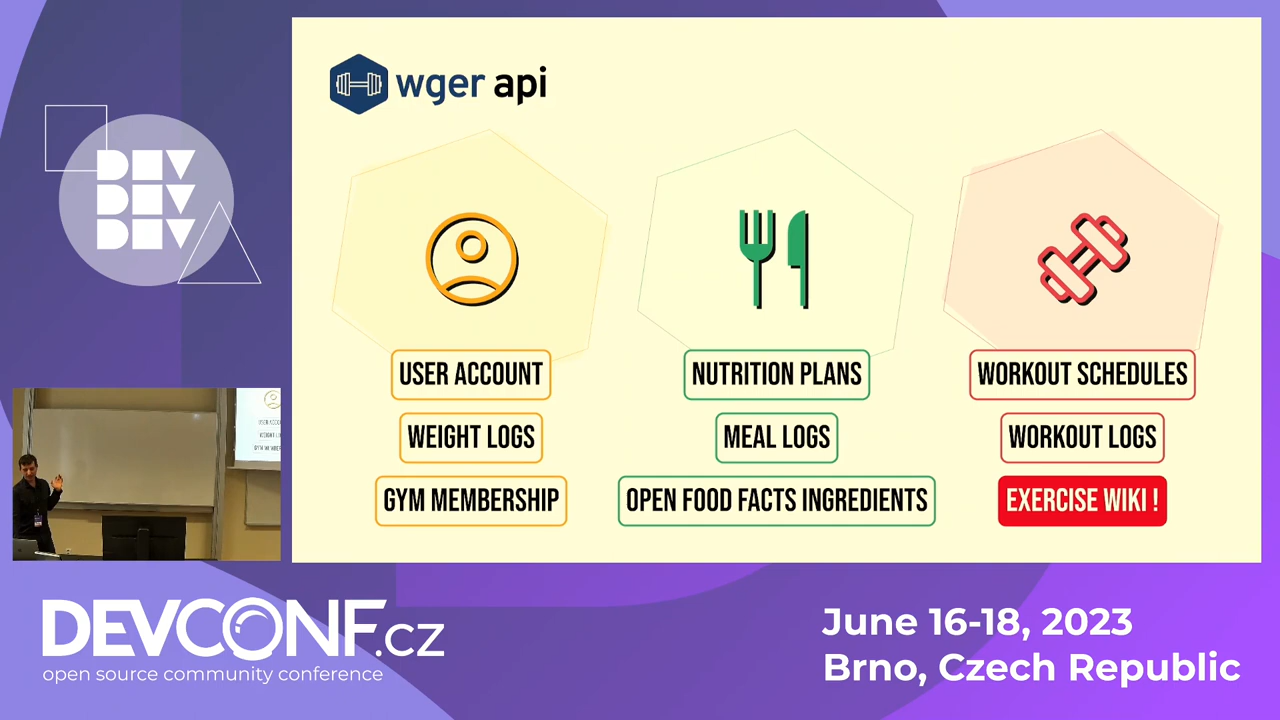 wger api
DEV
DEV
DEV
USER ACCOUNT
NUTRITION PLANS
WORKOUT SCHEDULES
WEIGHT LOGS
MEAL LOGS
WORKOUT LOGS
GYM MEMBERSHIP
OPEN FOOD FACTS INGREDIENTS
EXERCISE WIKI !
DEVCONF.cz
open source community conference
June 16-18, 2023
Brno, Czech Republic